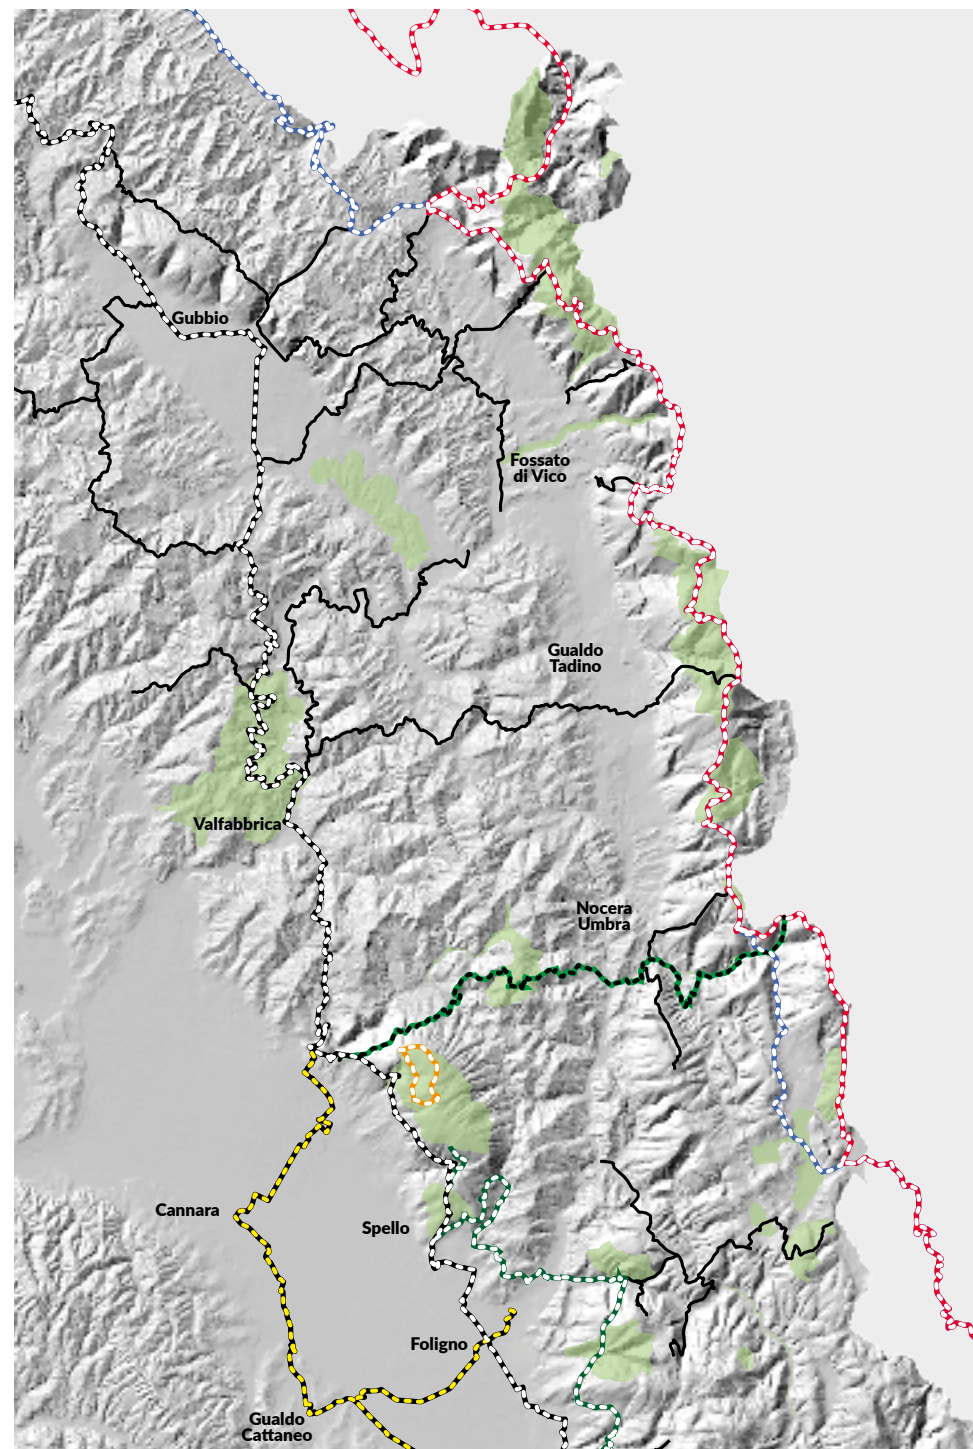 Gubbio
Fossato
di Vico
Gualdo
Tadino
Valfabbrica
Nocera
Umbra
Cannara
Spello
Foligno
Gualdo
Cattaneo